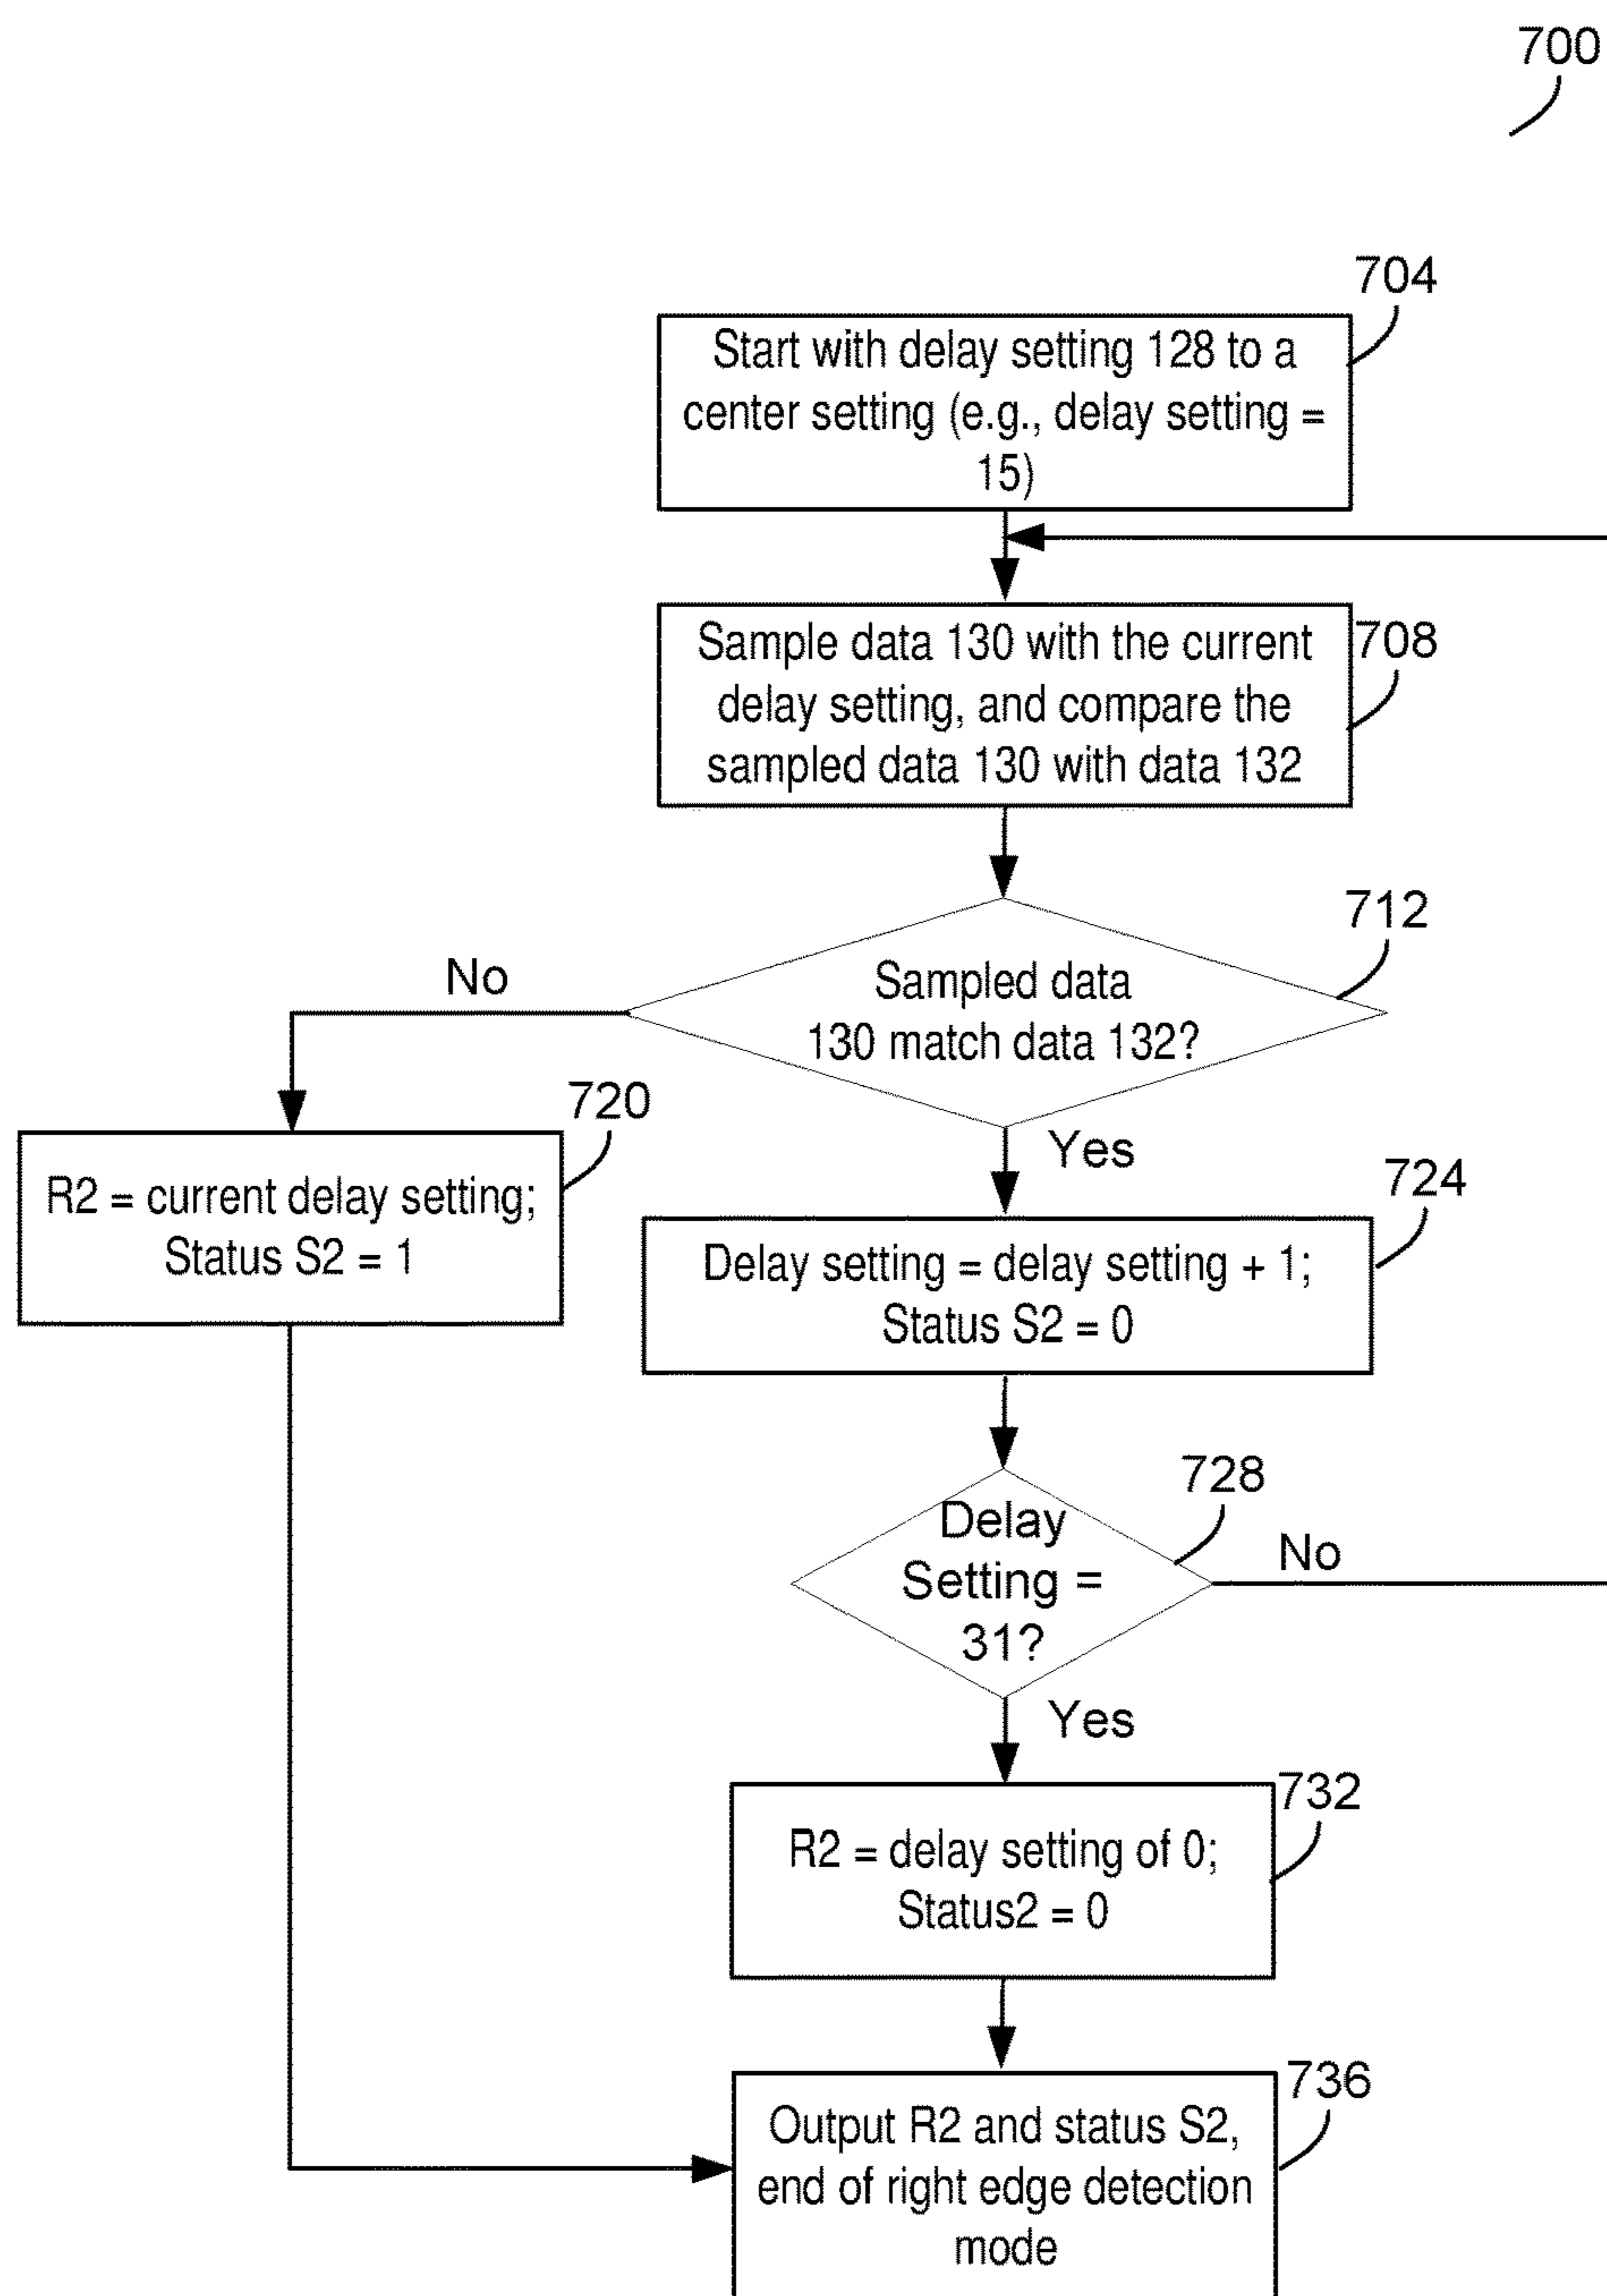 700
704
Start with delay setting 128 to a
center setting (e.g., delay setting =
15)
708
Sample data 130 with the current
delay setting, and compare the
sampled data 130 with data 132
712
Sampled data
130 match data 132?
No
Yes
720
R2 = current delay setting;
Status S2 = 1
724
Delay setting = delay setting + 1;
Status S2 = 0
728
Delay
Setting =
31?
No
Yes
732
R2 = delay setting of 0;
Status2 = 0
736
Output R2 and status S2,
end of right edge detection
mode